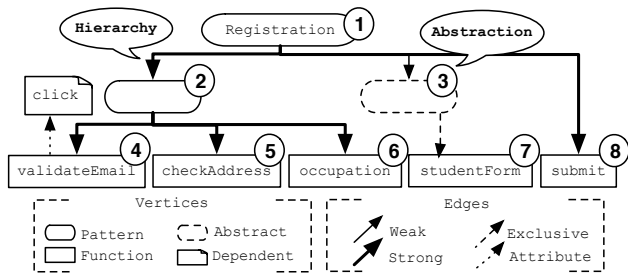 Registration
1
Hierarchy
Abstraction
2
3
click
4
5
6
7
8
validateEmail
checkAddress
occupation
studentForm
submit
Vertices
Edges
Pattern
Abstract
Weak
Exclusive
Function
Dependent
Strong
Attribute